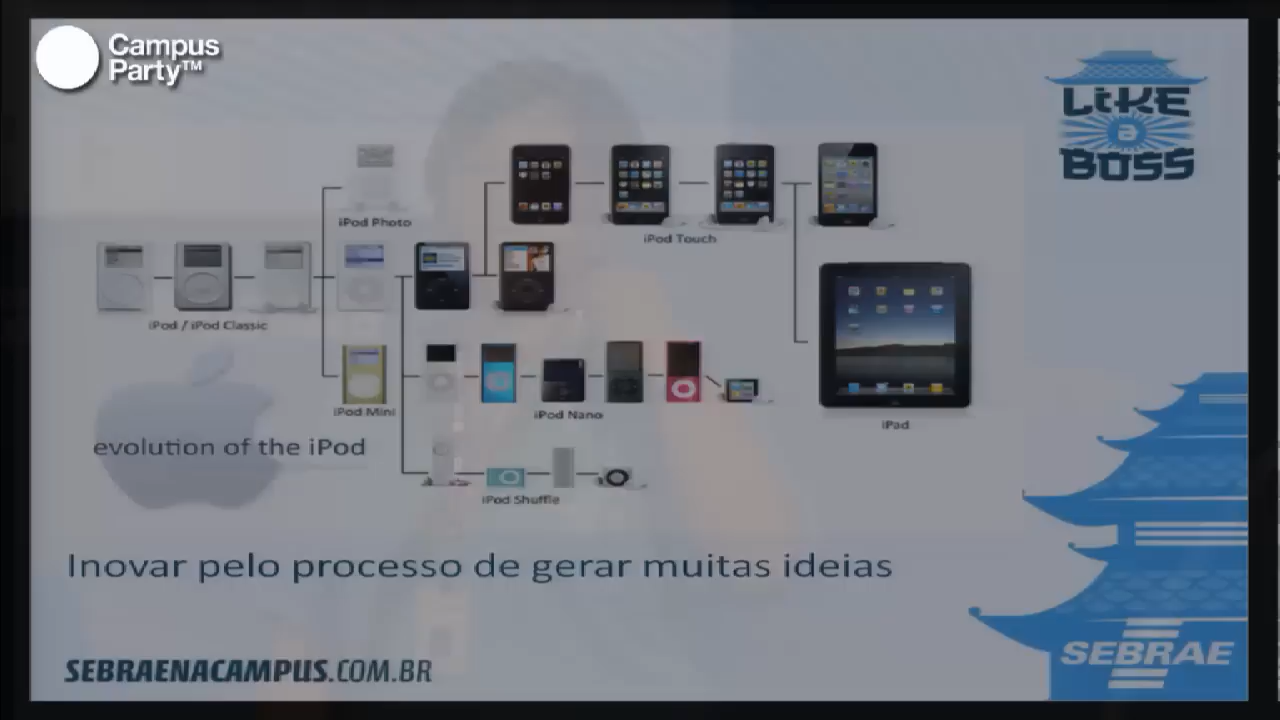 Campus
Party™
LIKE
a
BOSS
iPod Photo
iPod Touch
iPod / iPod Classic
iPod Mini
iPod Nano
iPad
evolution of the iPod
iPod Shuffle
Inovar pelo processo de gerar muitas ideias
SEBRAE
SEBRAENACAMPUS.COM.BR